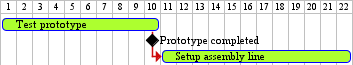 1 2 3 4 5 6 7 8 9 10 11 12 13 14 15 16 17 18 19 20 21 22
Test prototype
Prototype completed
Setup assembly line